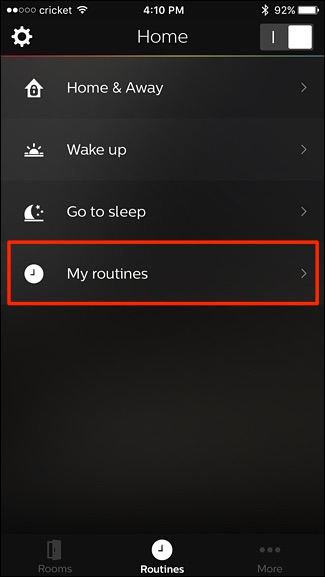 cricket 4:10 PM 92%
Home
Home & Away
Wake up
Go to sleep
My routines
Rooms Routines More